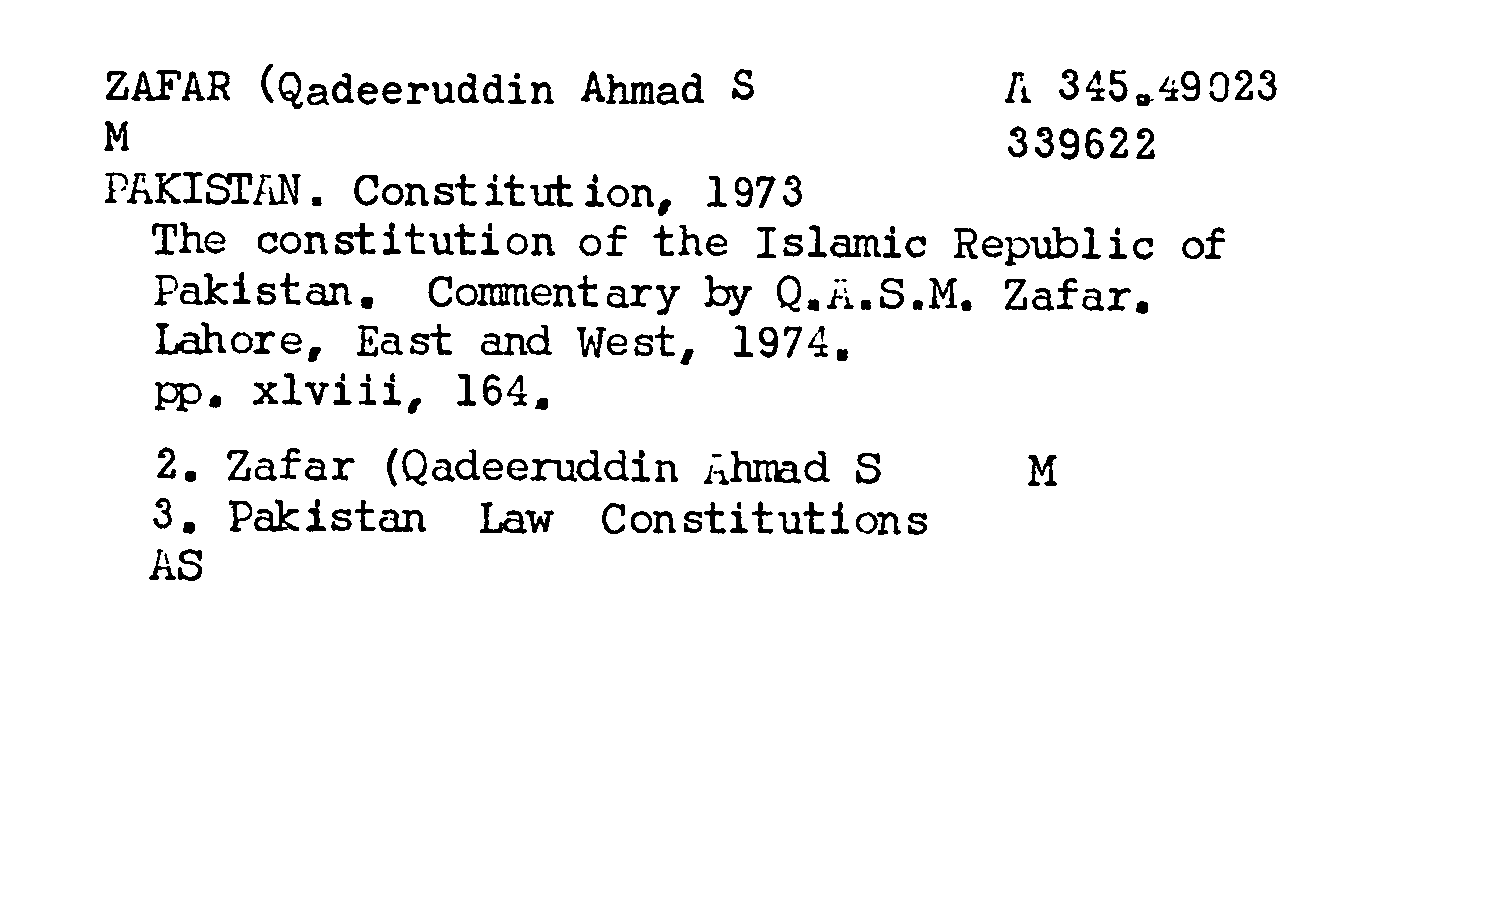 ZAFAR (Qadeeruddin Ahmad S A 345.49023
M 339622
PAKISTAN. Constitution, 1973
The constitution of the Islamic Republic of
Pakistan. Commentary by Q.A.S.M. Zafar.
Lahore, East and West, 1974.
pp. xlviii, 164.
2. Zafar (Qadeeruddin Ahmad S M
3. Pakistan Law Constitutions
AS